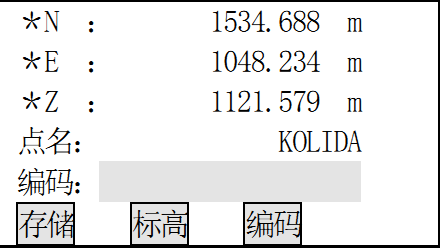 *N : 1534.688 m
*E : 1048.234 m
*Z : 1121.579 m
点名: KOLIDA
编码:
存储 标高 编码